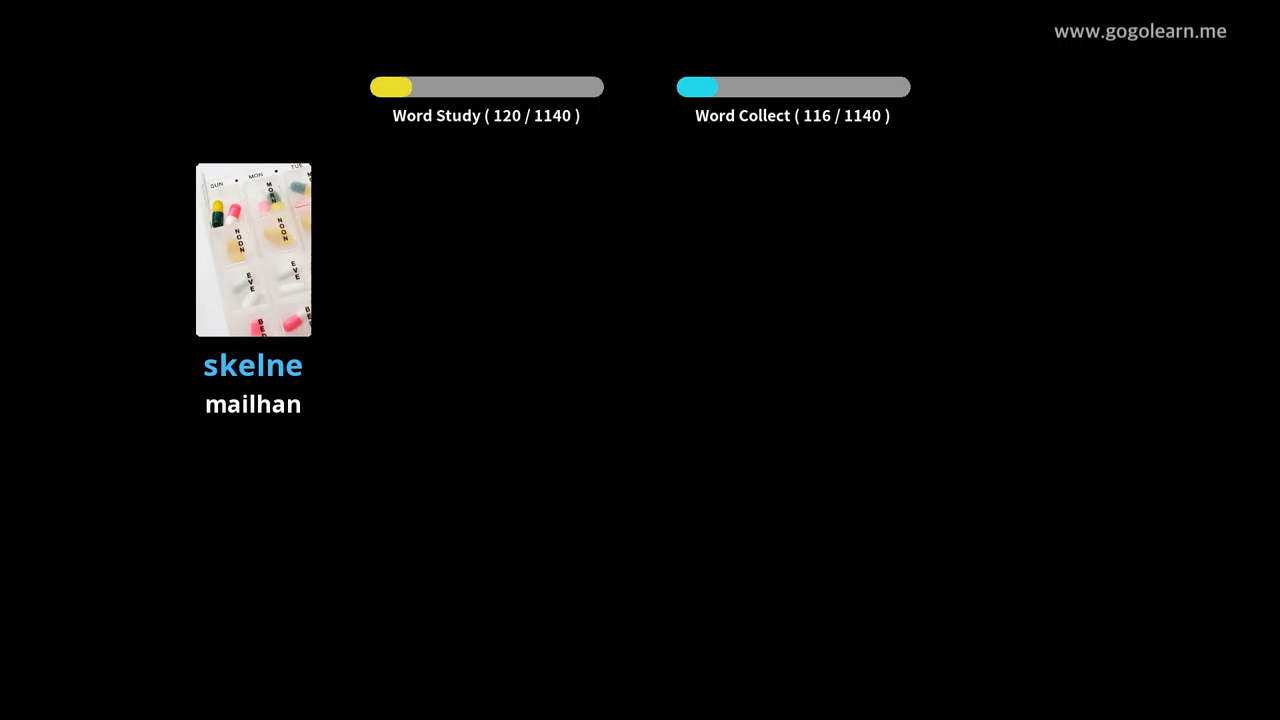 www.gogolearn.me
Word Study ( 120 / 1140 )
Word Collect ( 116 / 1140 )
SUN • MON • TUE
MORN
NOON
NOON
EVE
EVE
skelne
mailhan